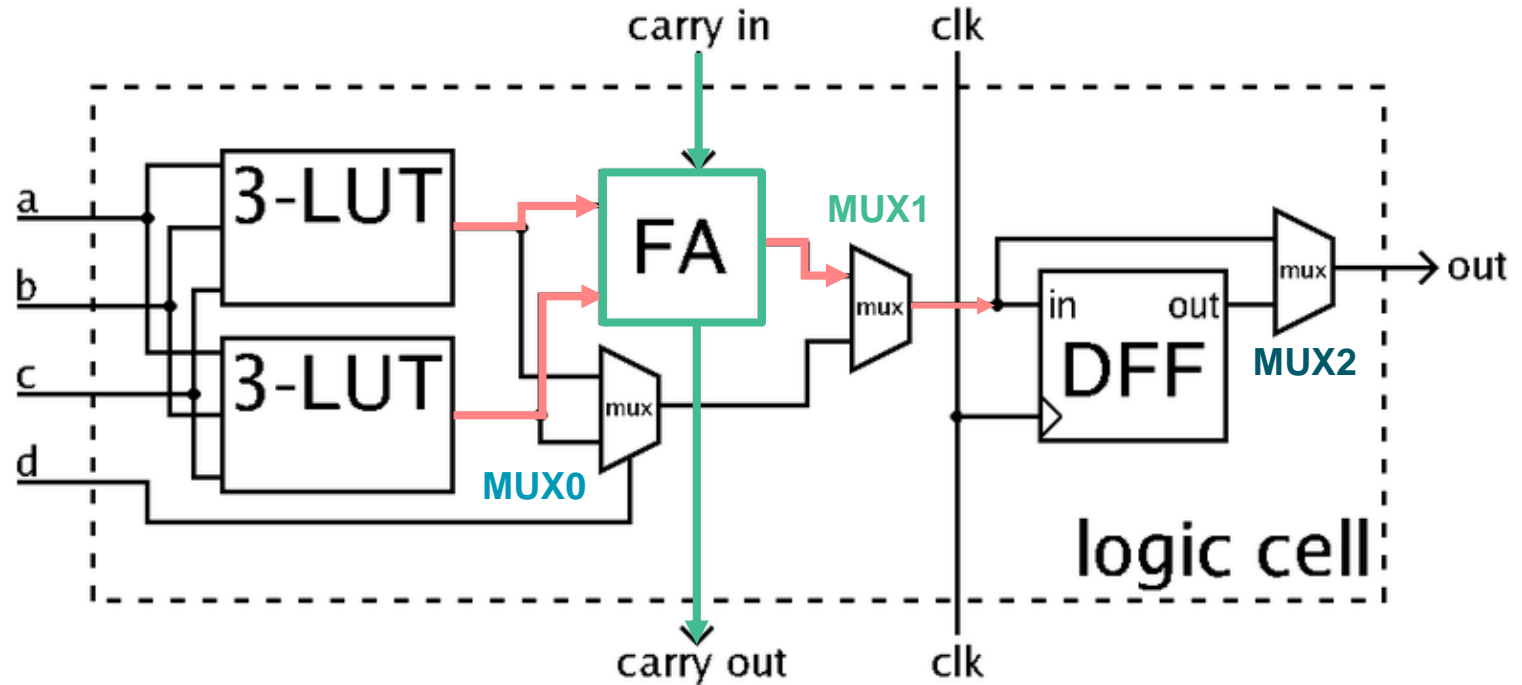 carry in
clk
a
b
c
d
3-LUT
3-LUT
FA
MUX1
mux
mux
MUX0
in
out
DFF
mux
MUX2
out
logic cell
carry out
clk